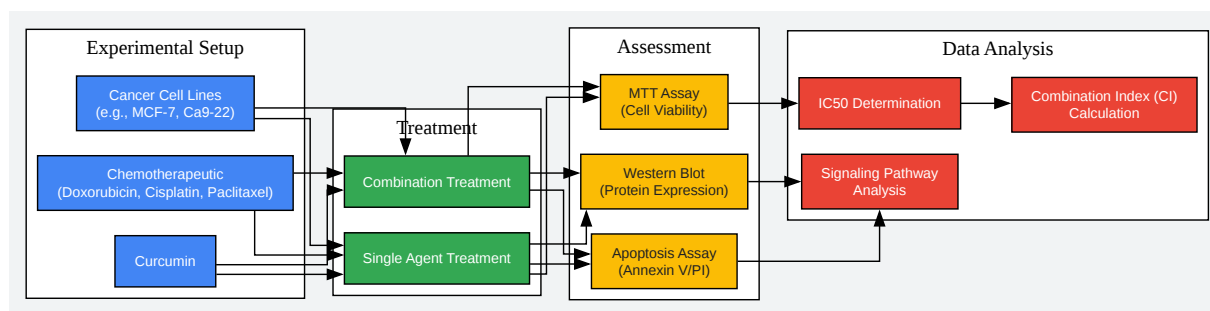 Experimental Setup
Cancer Cell Lines
(e.g., MCF-7, Ca9-22)
Chemotherapeutic
(Doxorubicin, Cisplatin, Paclitaxel)
Curcumin
Treatment
Combination Treatment
Single Agent Treatment
Assessment
MTT Assay
(Cell Viability)
Western Blot
(Protein Expression)
Apoptosis Assay
(Annexin V/PI)
Data Analysis
IC50 Determination
Combination Index (CI)
Calculation
Signaling Pathway
Analysis